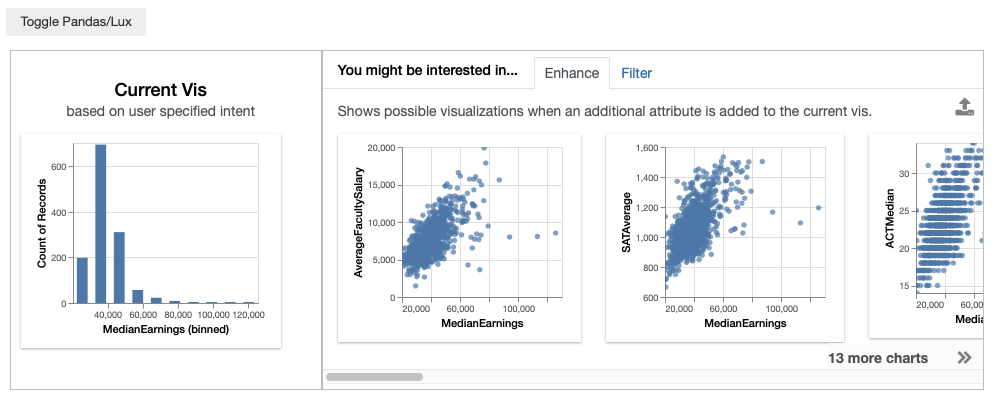 Toggle Pandas/Lux
Current Vis
based on user specified intent
Count of Records
600
400
200
0
40,000 60,000 80,000 100,000 120,000
MedianEarnings (binned)
You might be interested in...
Enhance
Filter
Shows possible visualizations when an additional attribute is added to the current vis.
AverageFacultySalary
20,000
15,000
10,000
5,000
0
20,000 60,000 100,000
MedianEarnings
SATAverage
1,600
1,400
1,200
1,000
800
600
20,000 60,000 100,000
MedianEarnings
ACTMedian
30
25
20
15
20,000 60,00
Media
13 more charts